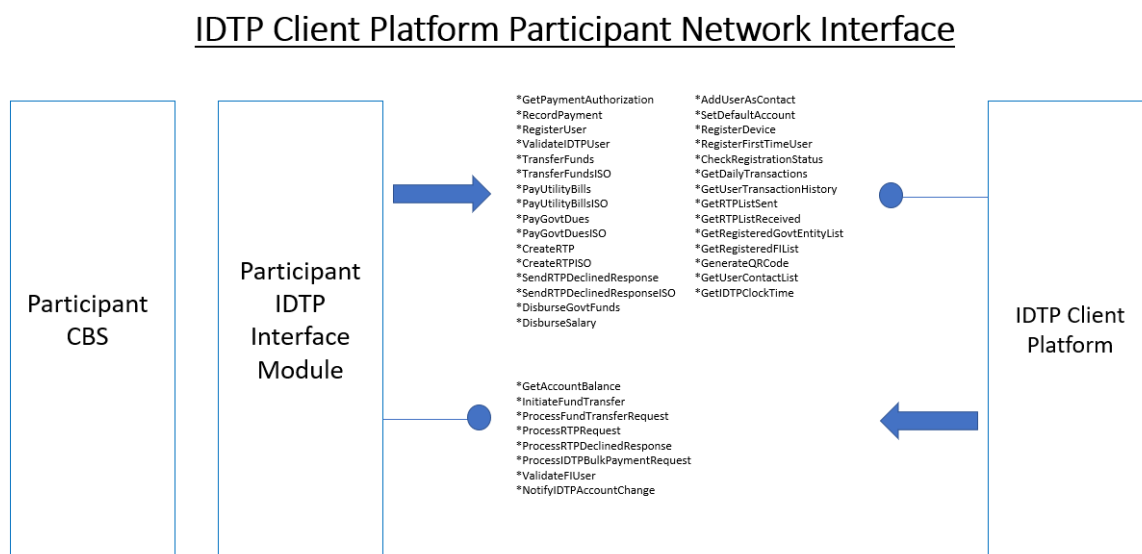 IDTP Client Platform Participant Network Interface
Participant
CBS
Participant
IDTP
Interface
Module
*GetPaymentAuthorization
*RecordPayment
*RegisterUser
*ValidateIDTPUser
*TransferFunds
*TransferFundsISO
*PayUtilityBills
*PayUtilityBillsISO
*PayGovtDues
*PayGovtDuesISO
*CreateRTP
*CreateRTPISO
*SendRTPDeclinedResponse
*SendRTPDeclinedResponseISO
*DisburseGovtFunds
*DisburseSalary
*AddUserAsContact
*SetDefaultAccount
*RegisterDevice
*RegisterFirstTimeUser
*CheckRegistrationStatus
*GetDailyTransactions
*GetUserTransactionHistory
*GetRTPListSent
*GetRTPListReceived
*GetRegisteredGovtEntityList
*GetRegisteredFIList
*GenerateQRCode
*GetUserContactList
*GetIDTPClockTime
*GetAccountBalance
*InitiateFundTransfer
*ProcessFundTransferRequest
*ProcessRTPRequest
*ProcessRTPDeclinedResponse
*ProcessIDTPBulkPaymentRequest
*ValidateFIUser
*NotifyIDTPAccountChange
IDTP Client
Platform